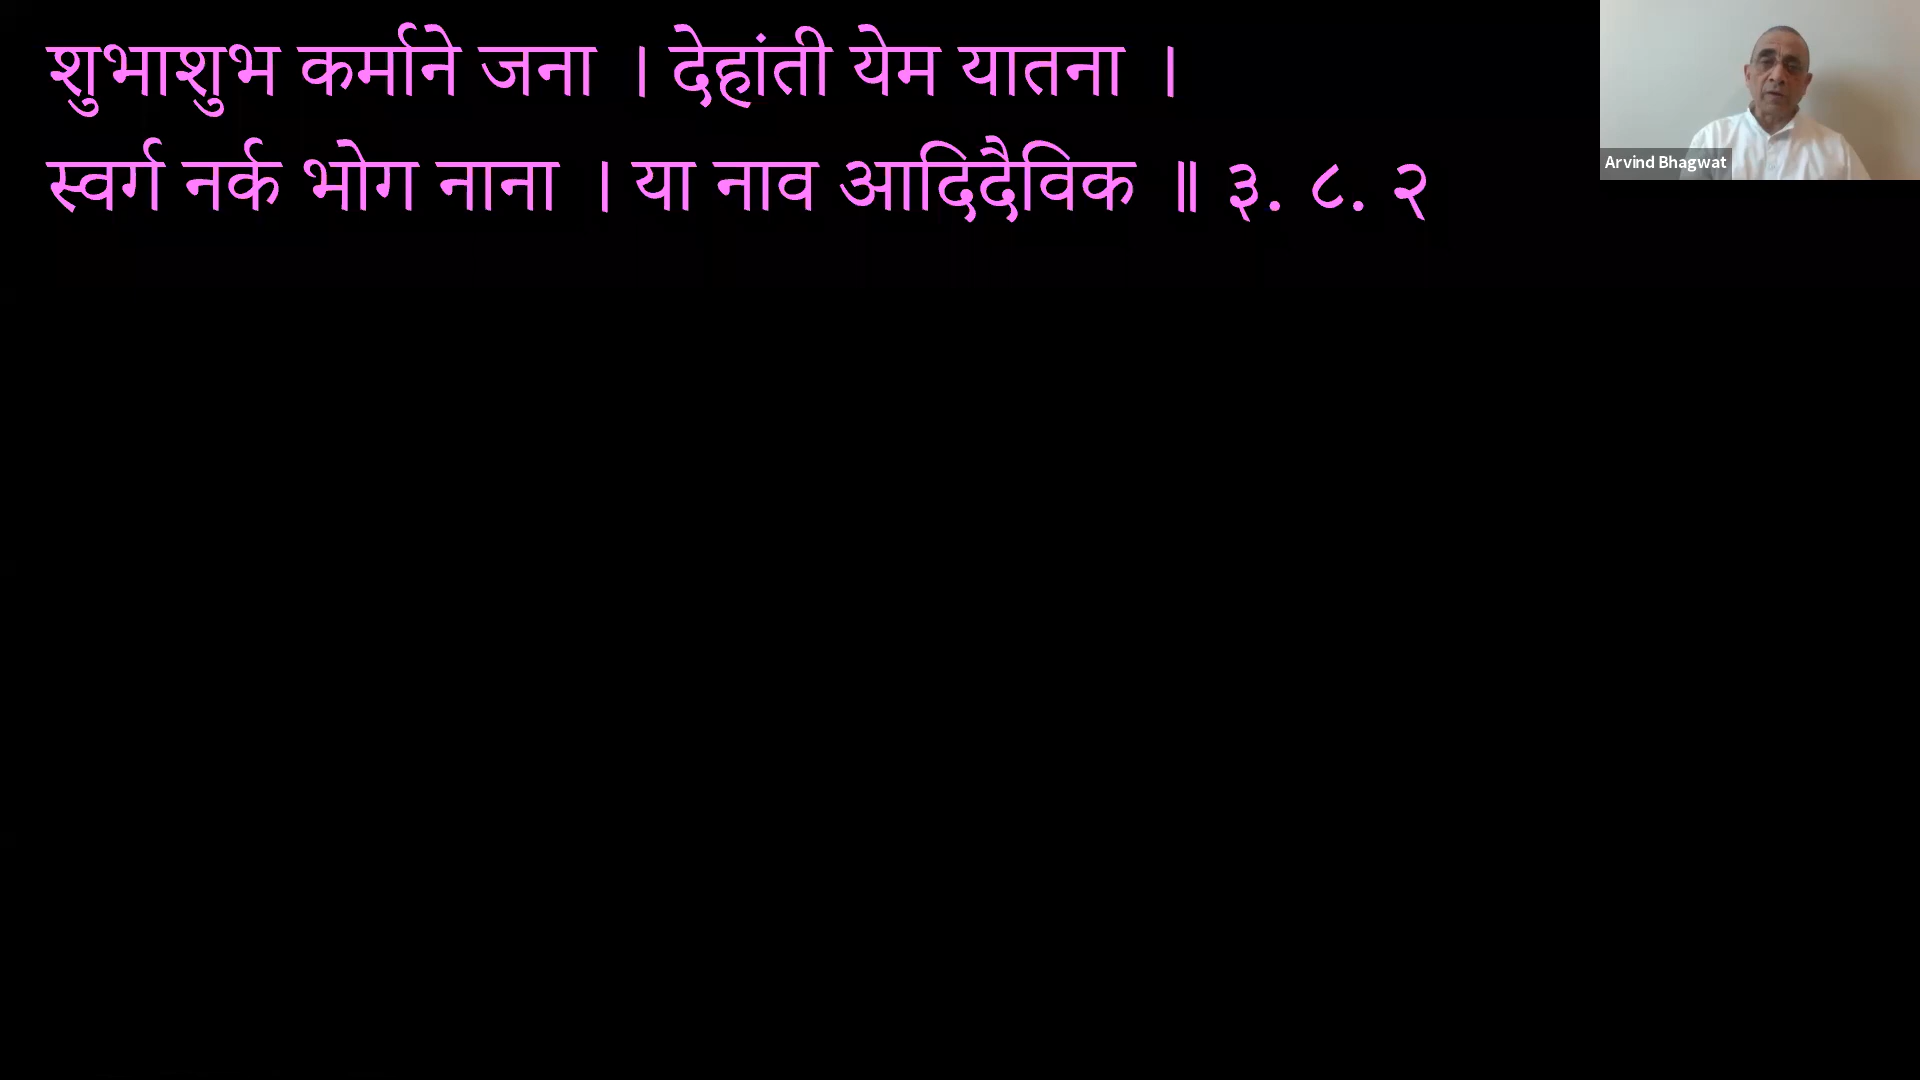 शुभाशुभ कर्माने जना । देहांती येम यातना ।
स्वर्ग नर्क भोग नाना । या नाव आदिदैविक ॥ ३. ८. २
Arvind Bhagwat